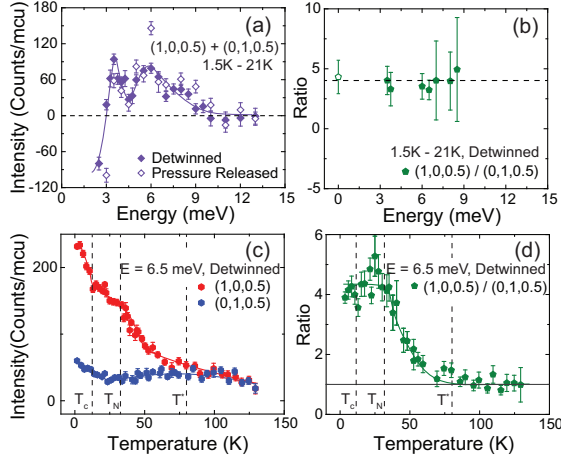 (a)
(1,0,0.5) + (0,1,0.5)
1.5K - 21K
Intensity (Counts/mcu)
180
120
60
0
-60
-120
Detwinned
Pressure Released
0 3 6 9 12 15
Energy (meV)
(b)
Ratio
10
5
0
-5
1.5K - 21K, Detwinned
(1,0,0.5) / (0,1,0.5)
0 3 6 9 12 15
Energy (meV)
(c)
E = 6.5 meV, Detwinned
(1,0,0.5)
(0,1,0.5)
Intensity(Counts/mcu)
200
0
Tc TN T*
0 50 100 150
Temperature (K)
(d)
E = 6.5 meV, Detwinned
(1,0,0.5) / (0,1,0.5)
Ratio
6
4
2
0
Tc TN
0 50 100 150
Temperature (K)